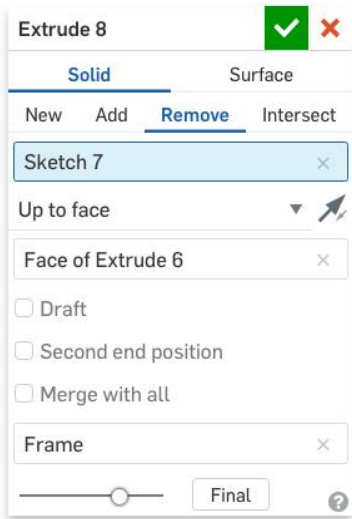 Extrude 8
Solid Surface
New Add Remove Intersect
Sketch 7
Up to face
Face of Extrude 6
Draft
Second end position
Merge with all
Frame
Final